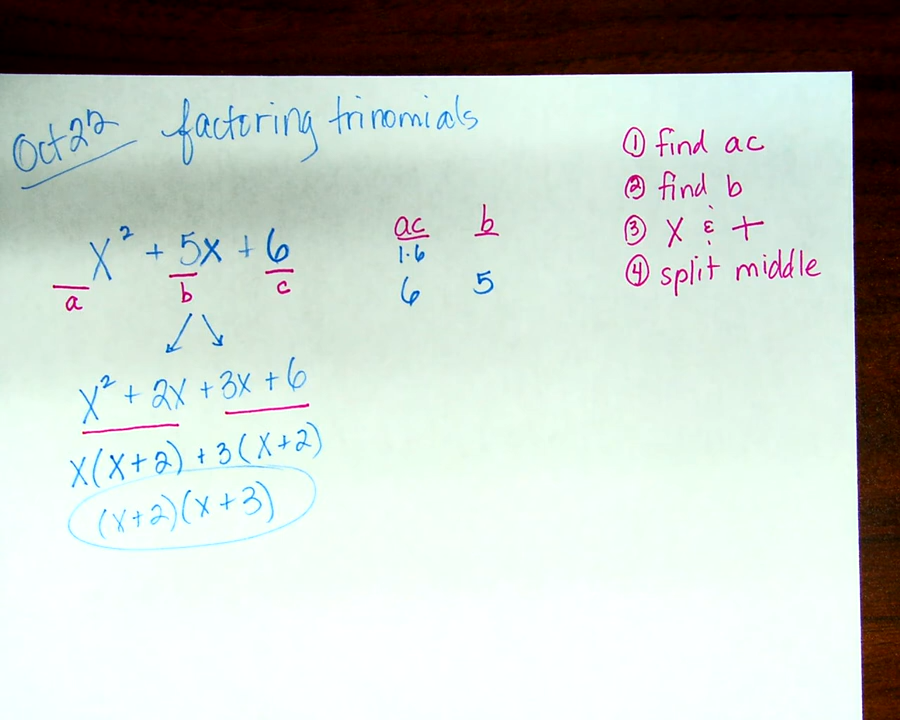 Oct 22 factoring trinomials
x² + 5x + 6
a b c
ac b
1·6
6 5
① find ac
② find b
③ X & +
④ split middle
x² + 2x + 3x + 6
x(x+2) + 3(x+2)
(x+2)(x+3)